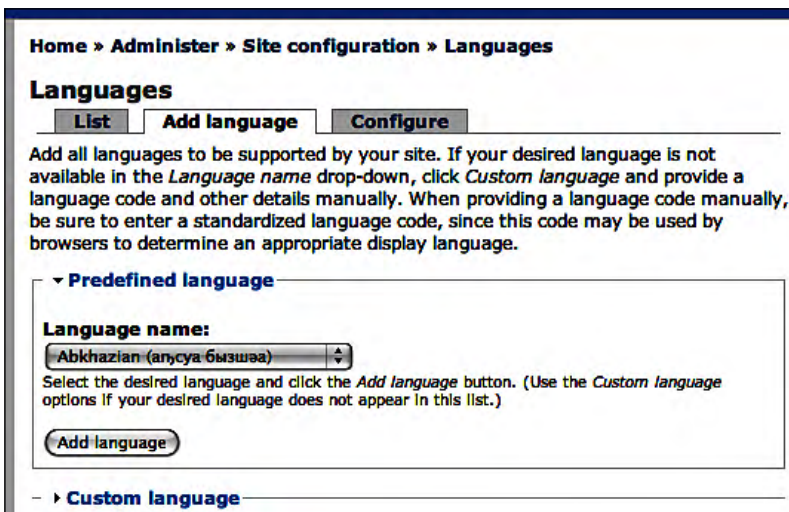 Home » Administer » Site configuration » Languages
Languages
List Add language Configure
Add all languages to be supported by your site. If your desired language is not
available in the Language name drop-down, click Custom language and provide a
language code and other details manually. When providing a language code manually,
be sure to enter a standardized language code, since this code may be used by
browsers to determine an appropriate display language.
Predefined language
Language name:
Abkhazian (аҧсуа бызшәа)
Select the desired language and click the Add language button. (Use the Custom language
options if your desired language does not appear in this list.)
Add language
Custom language